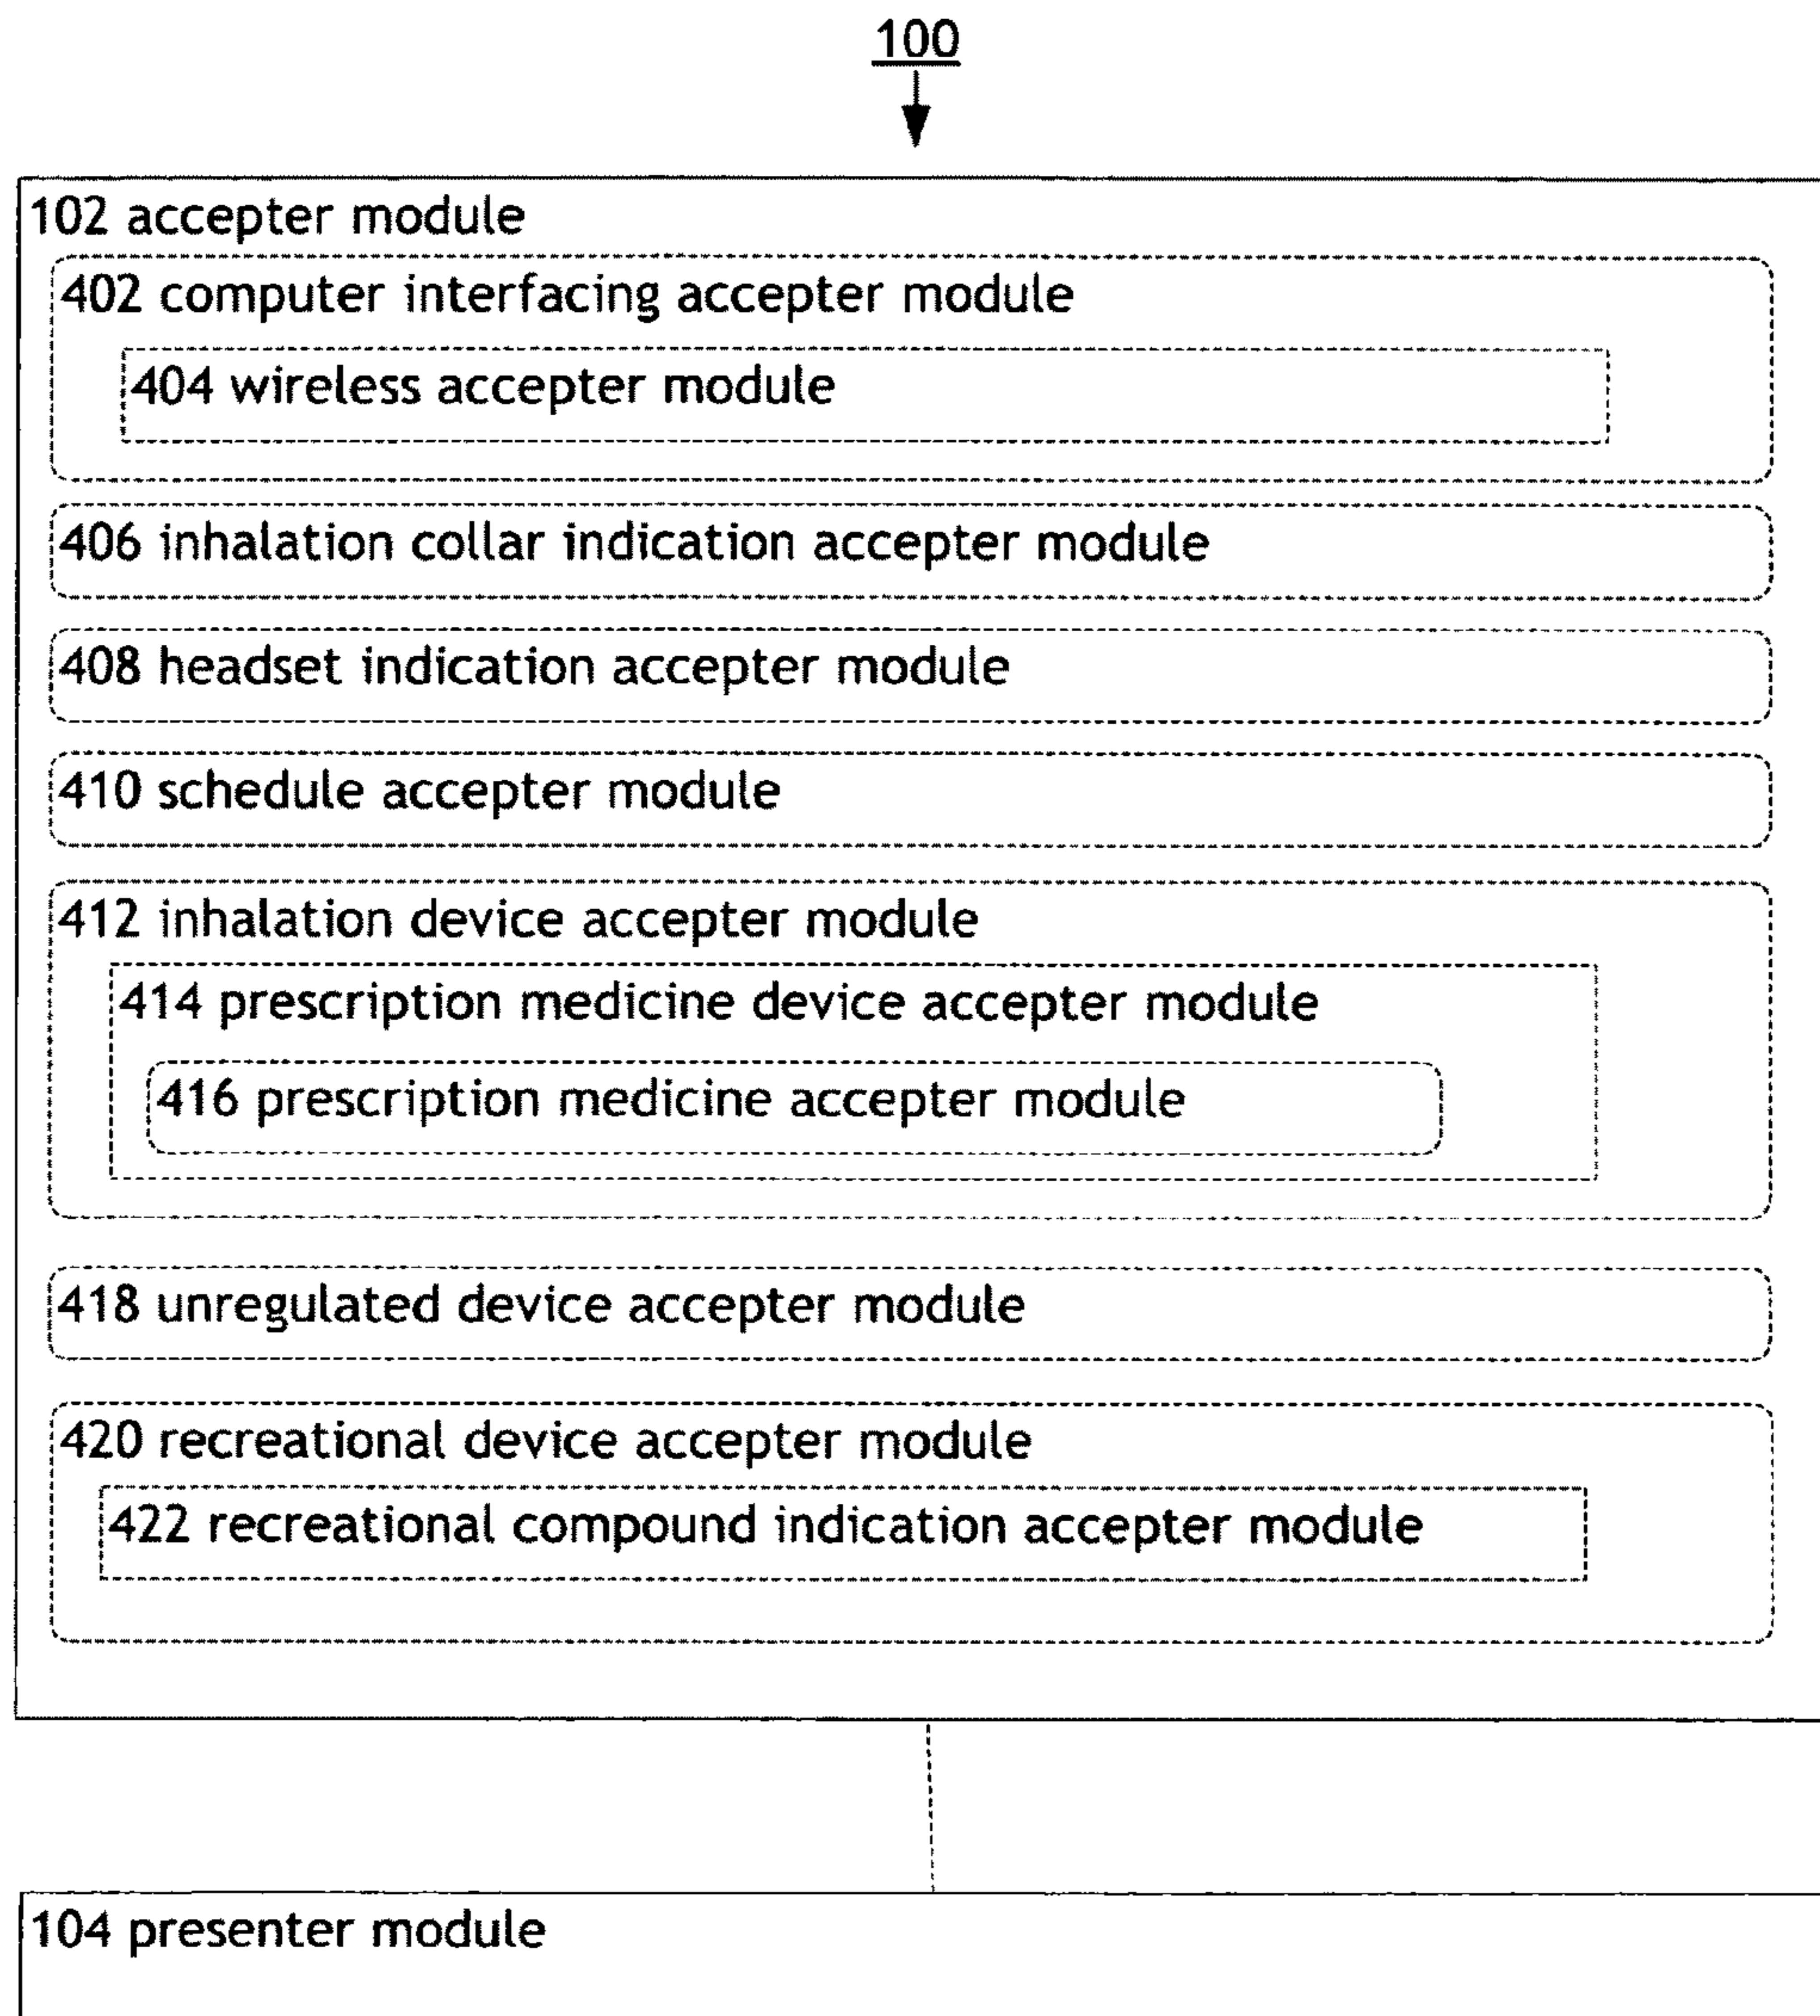 100
102 accepter module
402 computer interfacing accepter module
404 wireless accepter module
406 inhalation collar indication accepter module
408 headset indication accepter module
410 schedule accepter module
412 inhalation device accepter module
414 prescription medicine device accepter module
416 prescription medicine accepter module
418 unregulated device accepter module
420 recreational device accepter module
422 recreational compound indication accepter module
104 presenter module